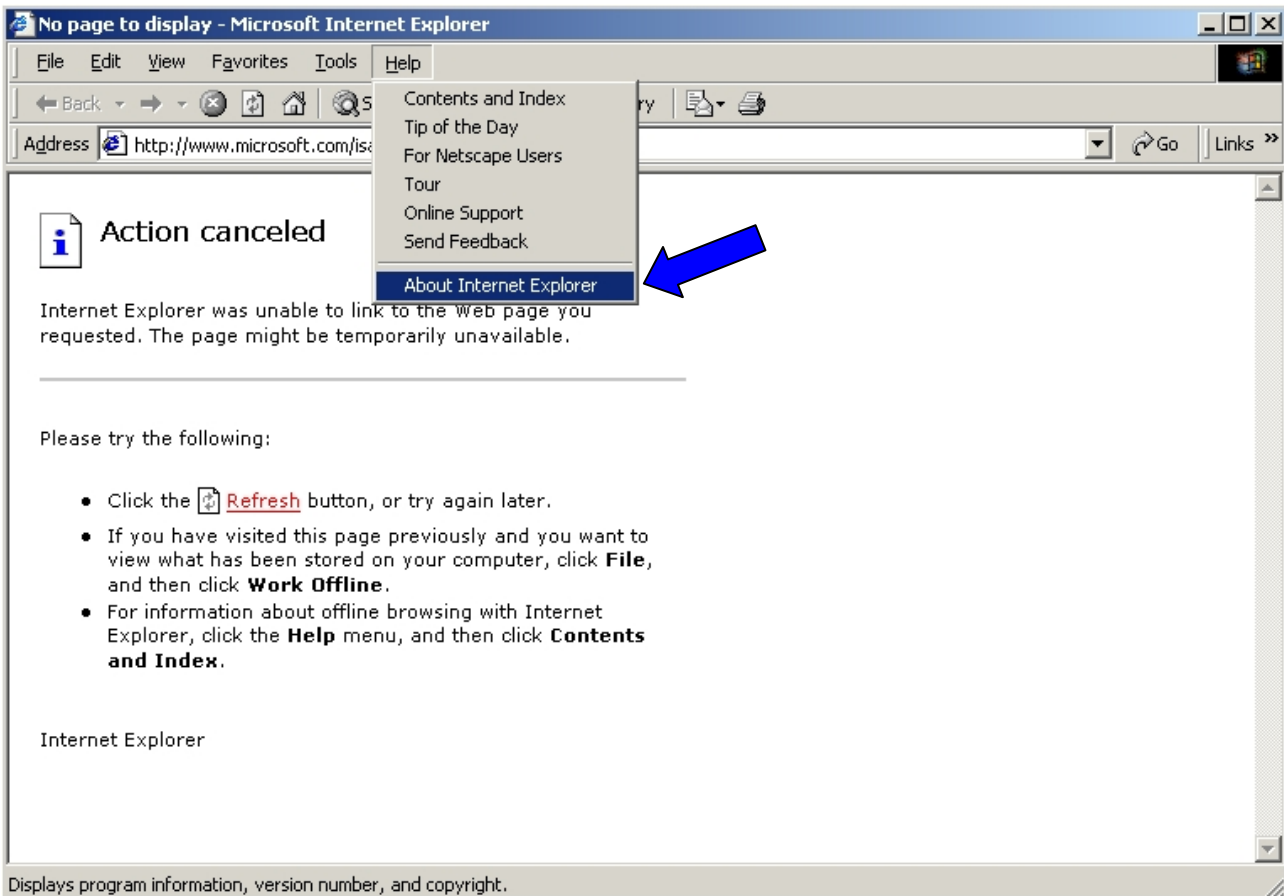 No page to display - Microsoft Internet Explorer
File Edit View Favorites Tools Help
Back
Address http://www.microsoft.com/isa Go Links »
Contents and Index
Tip of the Day
For Netscape Users
Tour
Online Support
Send Feedback
About Internet Explorer
Action canceled
Internet Explorer was unable to link to the Web page you
requested. The page might be temporarily unavailable.
Please try the following:
• Click the Refresh button, or try again later.
• If you have visited this page previously and you want to
view what has been stored on your computer, click File,
and then click Work Offline.
• For information about offline browsing with Internet
Explorer, click the Help menu, and then click Contents
and Index.
Internet Explorer
Displays program information, version number, and copyright.